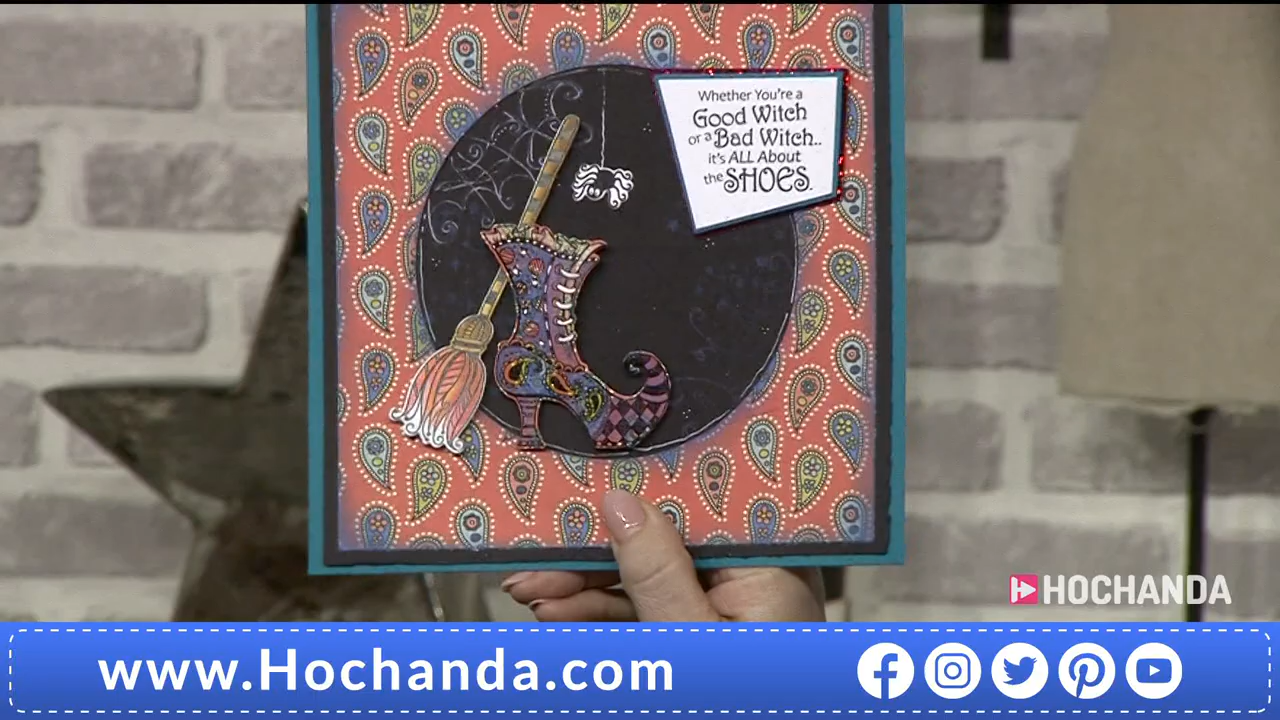 Whether You're a
Good Witch
or a Bad Witch..
it's ALL About
the SHOES.
HOCHANDA
www.Hochanda.com